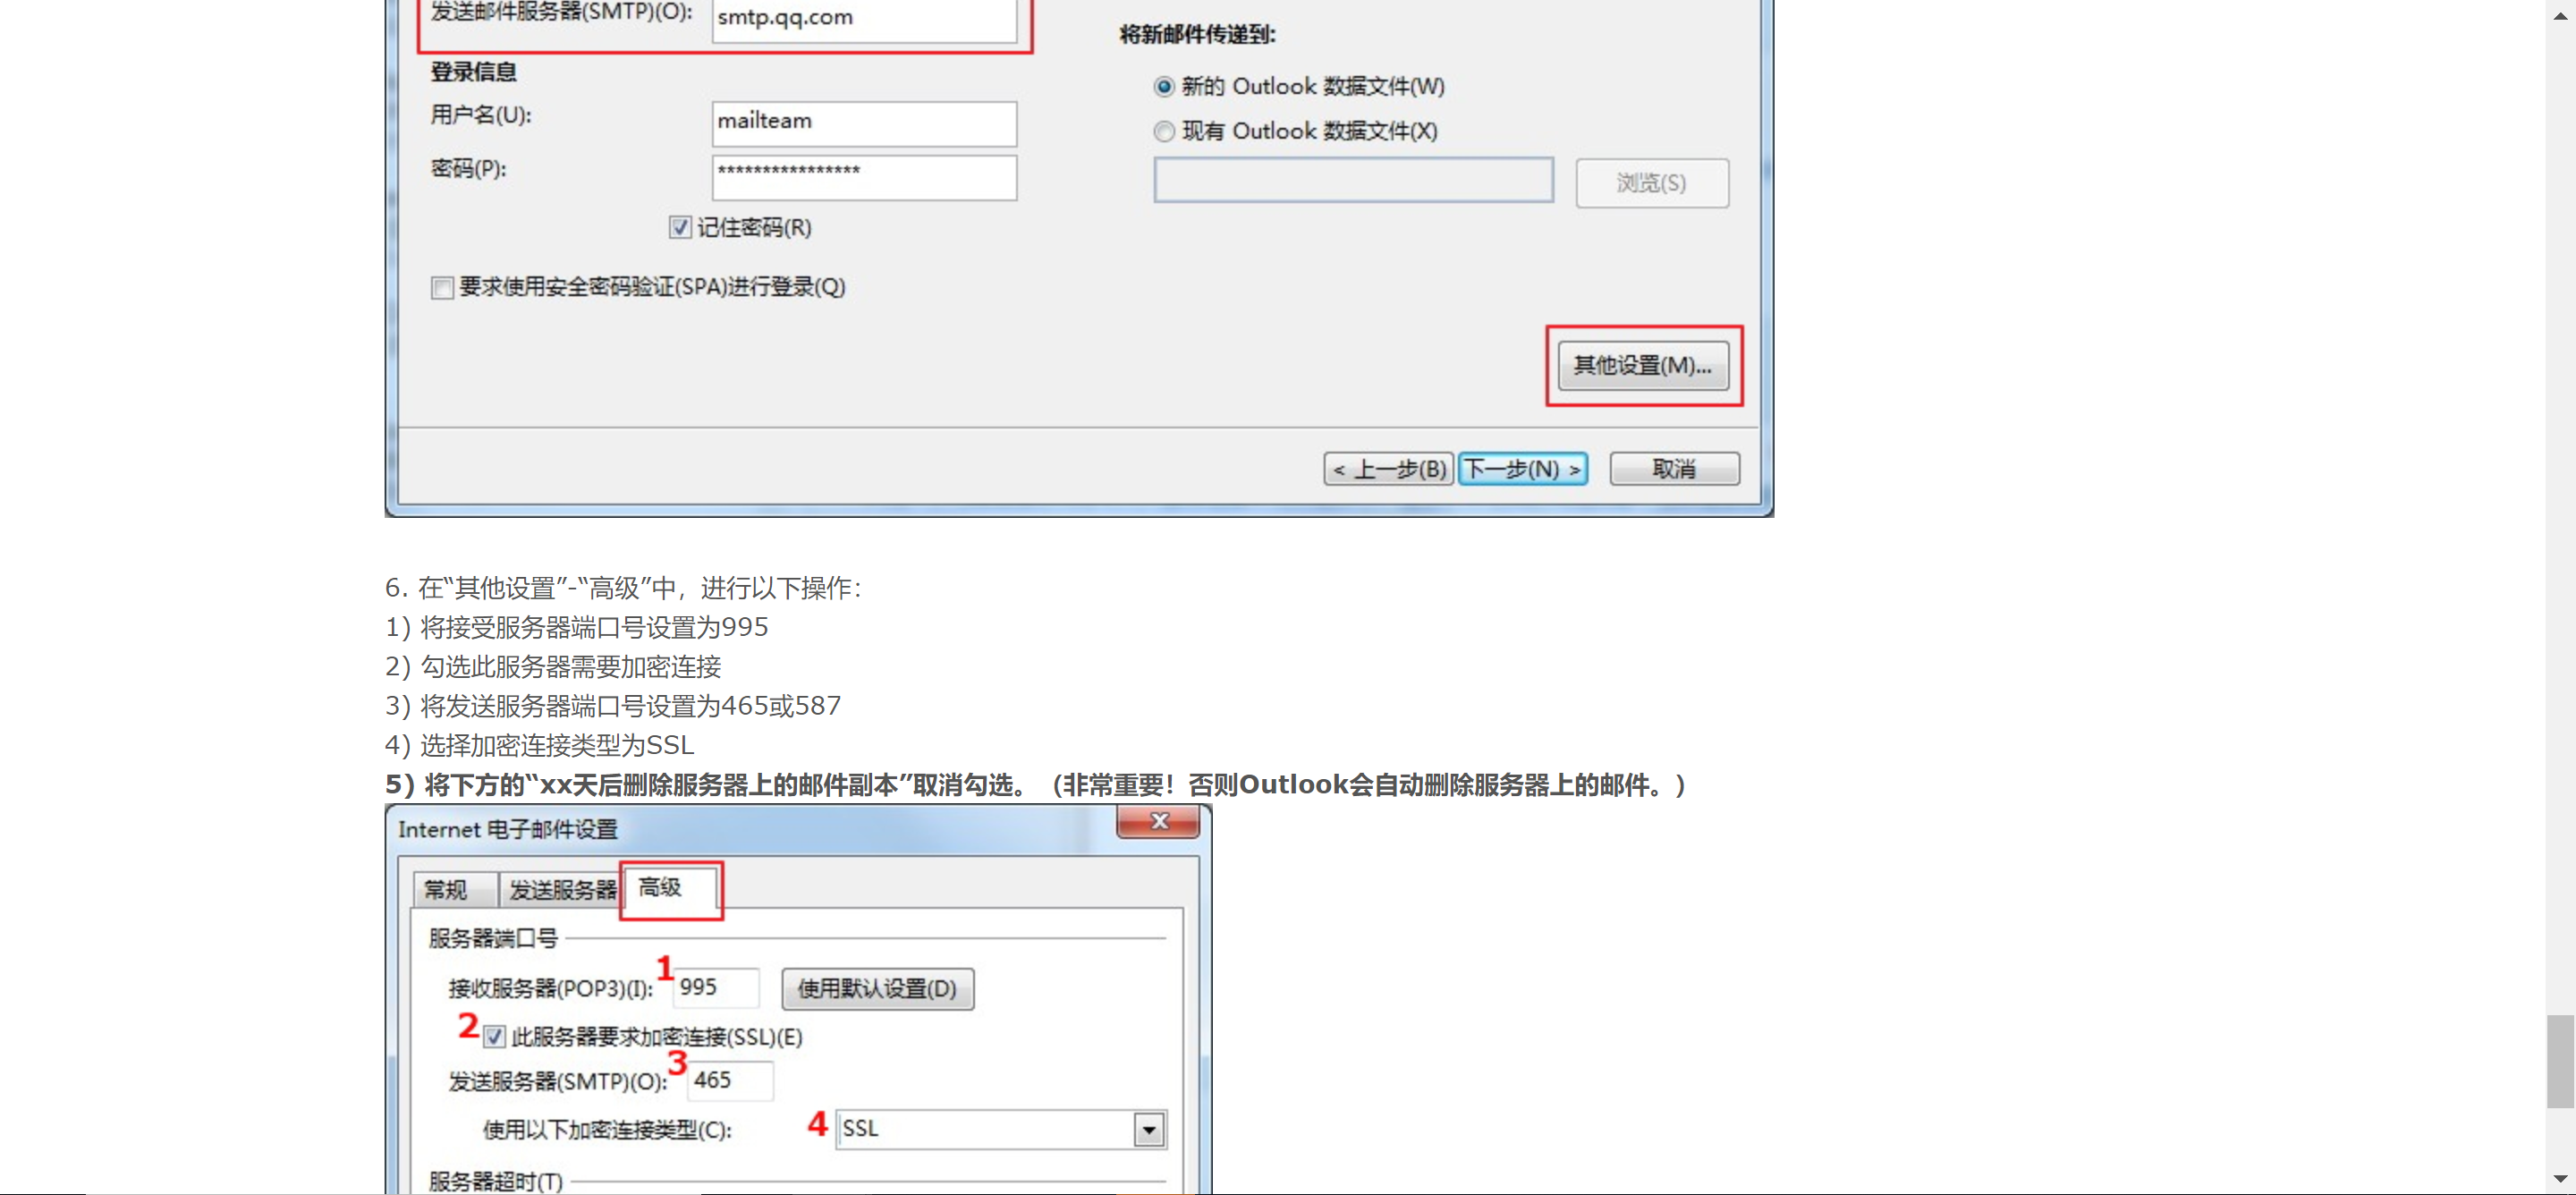 发送邮件服务器(SMTP)(O):
smtp.qq.com
登录信息
用户名(U):
mailteam
密码(P):
****************
记住密码(R)
要求使用安全密码验证(SPA)进行登录(Q)
将新邮件传递到:
新的 Outlook 数据文件(W)
现有 Outlook 数据文件(X)
浏览(S)
其他设置(M)...
< 上一步(B)
下一步(N) >
取消
6. 在“其他设置”-“高级”中，进行以下操作：
1) 将接受服务器端口号设置为995
2) 勾选此服务器需要加密连接
3) 将发送服务器端口号设置为465或587
4) 选择加密连接类型为SSL
5) 将下方的“xx天后删除服务器上的邮件副本”取消勾选。（非常重要！否则Outlook会自动删除服务器上的邮件。）
Internet 电子邮件设置
常规
发送服务器
高级
服务器端口号
接收服务器(POP3)(I):
1
995
使用默认设置(D)
2
此服务器要求加密连接(SSL)(E)
发送服务器(SMTP)(O):
3
465
使用以下加密连接类型(C):
4
SSL
服务器超时(T)